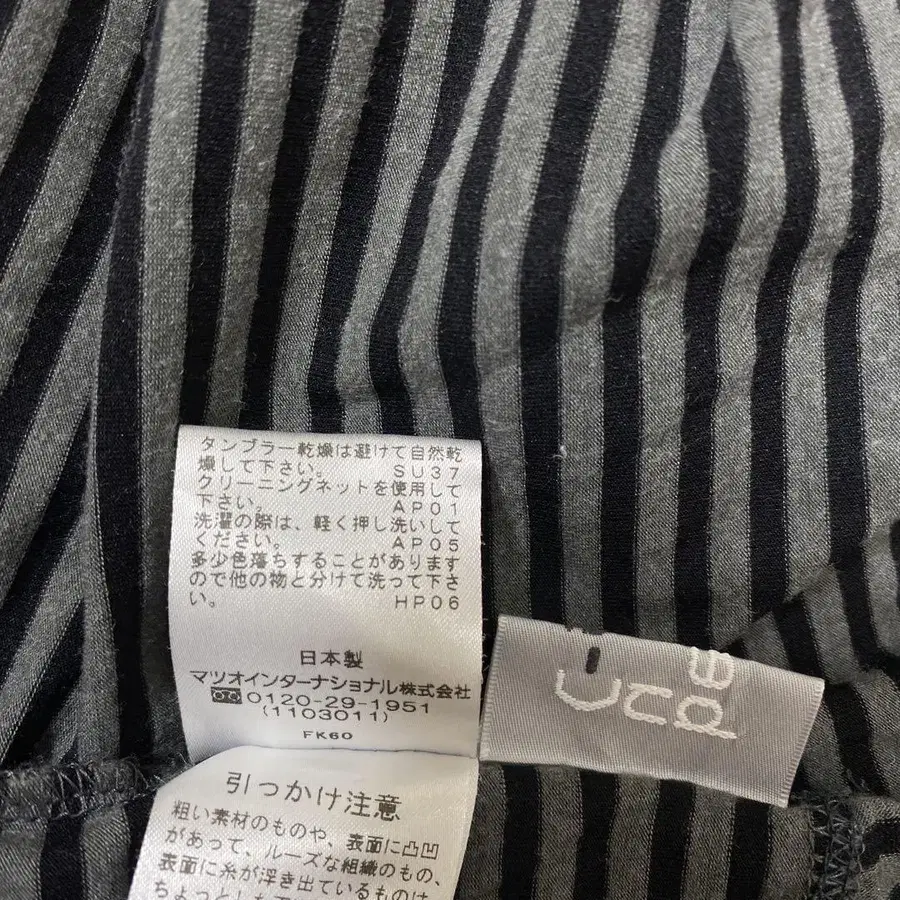 タンブラー乾燥は避けて自然乾
燥して下さい。 SU37
クリーニングネットを使用して
下さい。 AP01
洗濯の際は、軽く押し洗いして
ください。 AP05
多少色落ちすることがあります
ので他の物と分けて洗って下さ
い。 HP06
日本製
マツオインターナショナル株式会社
0120-29-1951
(1103011)
FK60
引っかけ注意
粗い素材のものや、表面に凸凹
があって、ルーズな組織のもの、
表面に糸が浮き出ているものは